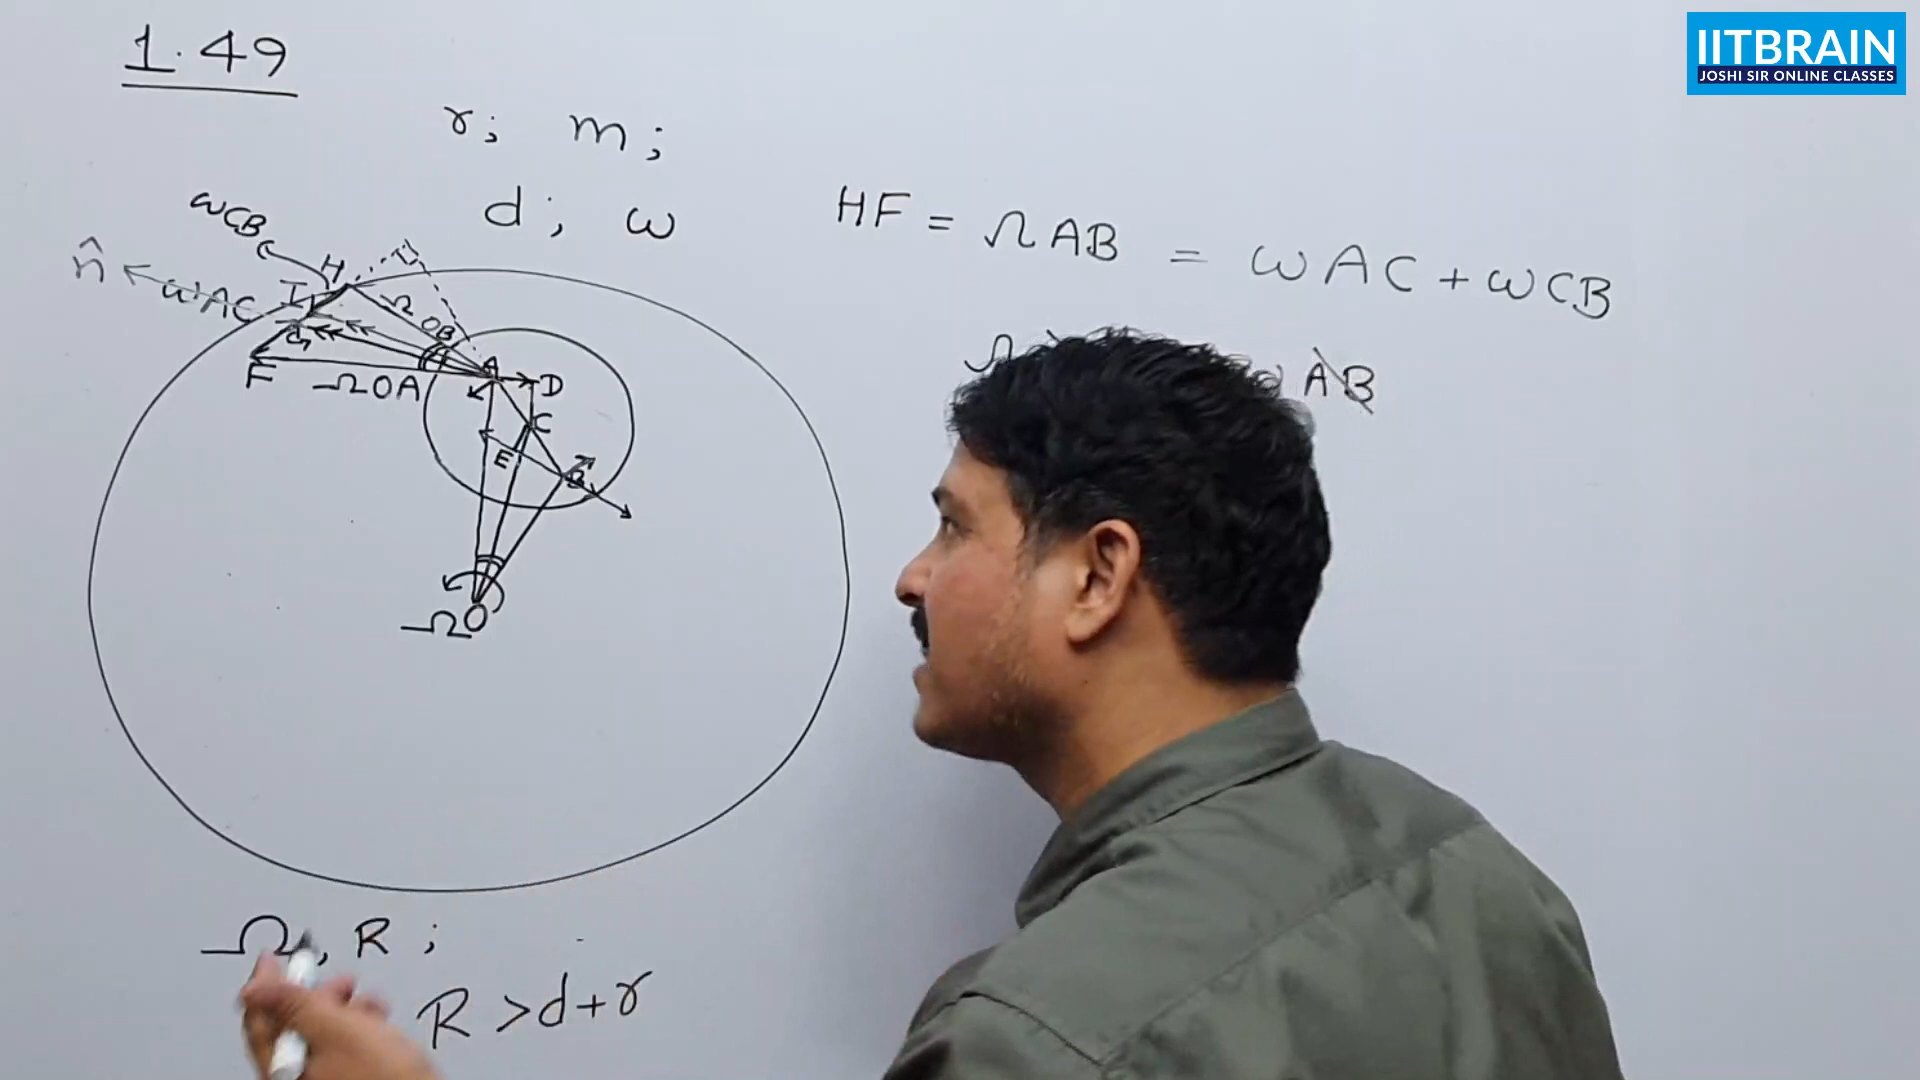 1.49
IITBRAIN
JOSHI SIR ONLINE CLASSES
r; m;
d; ω
HF = ΩAB = ωAC + ωCB
ωCB
n̂
ωAC
H
I
G
F
ΩOB
ΩOA
A
D
C
E
B
ΩO
AB
Ω, R;
R > d+r